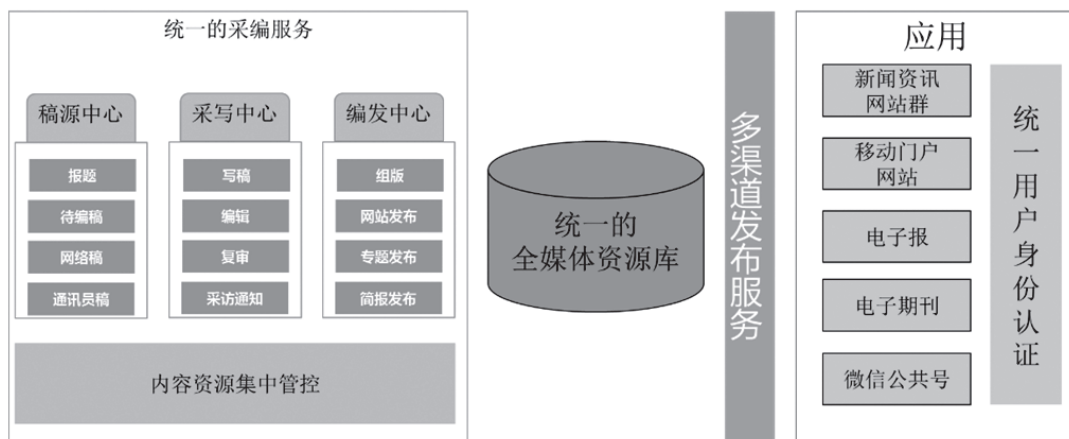 统一的采编服务
稿源中心
报题
待编稿
网络稿
通讯员稿
采写中心
写稿
编辑
复审
采访通知
编发中心
组版
网站发布
专题发布
简报发布
内容资源集中管控
统一的
全媒体资源库
多渠道发布服务
应用
新闻资讯
网站群
移动门户
网站
电子报
电子期刊
微信公共号
统一用户身份认证